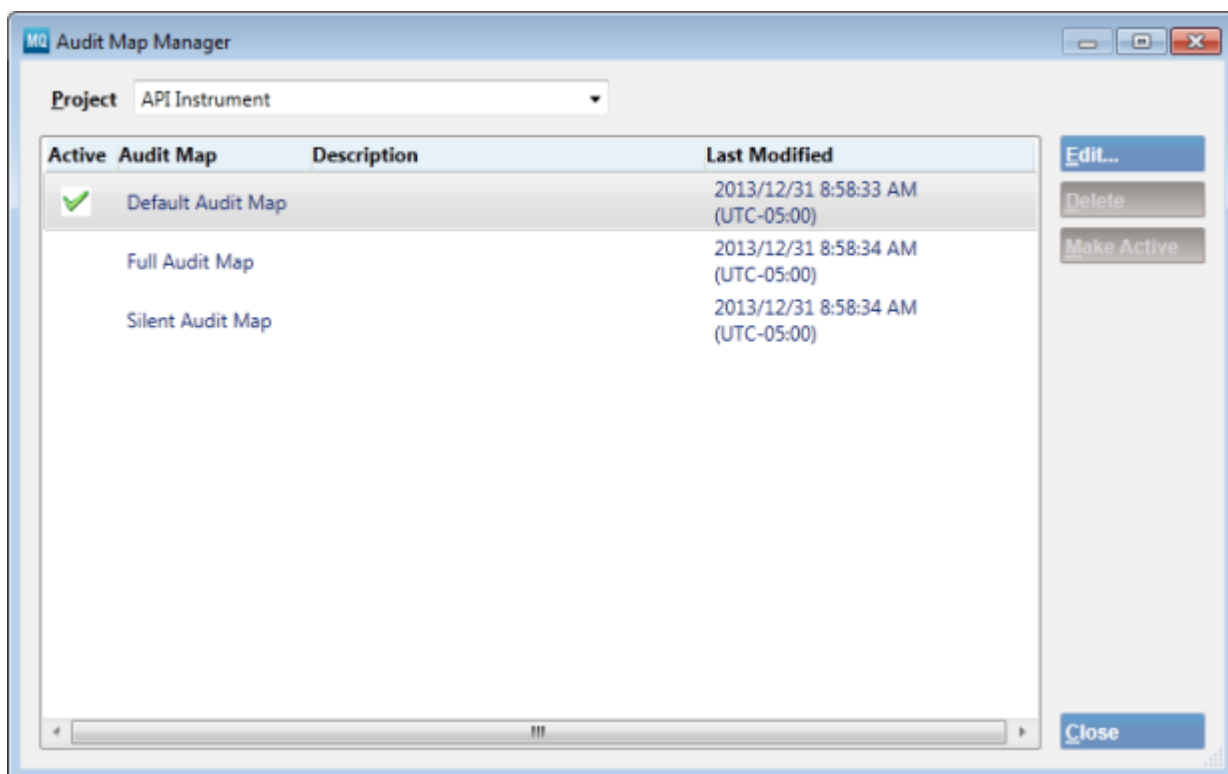 MQ Audit Map Manager
Project API Instrument
Active Audit Map Description Last Modified
Default Audit Map 2013/12/31 8:58:33 AM
(UTC-05:00)
Full Audit Map 2013/12/31 8:58:34 AM
(UTC-05:00)
Silent Audit Map 2013/12/31 8:58:34 AM
(UTC-05:00)
Edit...
Delete
Make Active
Close